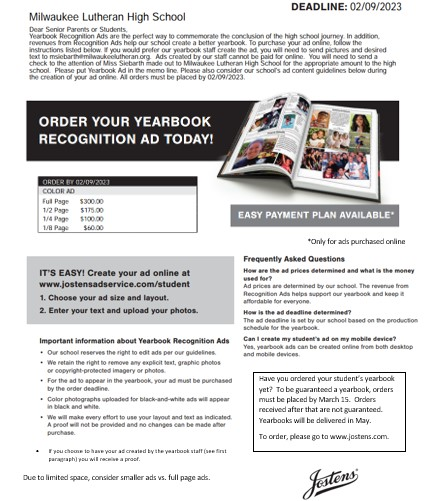 DEADLINE: 02/09/2023
Milwaukee Lutheran High School
Dear Senior Parents or Students,
Yearbook Recognition Ads are the perfect way to commemorate the conclusion of the high school journey. In addition,
revenues from Recognition Ads help our school create a better yearbook. To purchase your ad online, follow the
instructions listed below. If you would prefer our yearbook staff create the ad, you will need to send pictures and desired
text to msiebarth@milwaukeelutheran.org. Ads created by our staff cannot be paid for online. You will need to send a
check to the attention of Miss Siebarth made out to Milwaukee Lutheran High School for the appropriate amount to the high
school. Please put Yearbook Ad in the memo line. Please also consider our school's ad content guidelines below during
the creation of your ad online. All orders must be placed by 02/09/2023.
ORDER YOUR YEARBOOK
RECOGNITION AD TODAY!
ORDER BY 02/09/2023
COLOR AD
Full Page $300.00
1/2 Page $175.00
1/4 Page $100.00
1/8 Page $60.00
EASY PAYMENT PLAN AVAILABLE*
*Only for ads purchased online
IT'S EASY! Create your ad online at
www.jostensadservice.com/student
1. Choose your ad size and layout.
2. Enter your text and upload your photos.
Important information about Yearbook Recognition Ads
• Our school reserves the right to edit ads per our guidelines.
• We retain the right to remove any explicit text, graphic photos
or copyright-protected imagery or photos.
• For the ad to appear in the yearbook, your ad must be purchased
by the order deadline.
• Color photographs uploaded for black-and-white ads will appear
in black and white.
• We will make every effort to use your layout and text as indicated.
A proof will not be provided and no changes can be made after
purchase.
• If you choose to have your ad created by the yearbook staff (see first
paragraph) you will receive a proof.
Due to limited space, consider smaller ads vs. full page ads.
Frequently Asked Questions
How are the ad prices determined and what is the money
used for?
Ad prices are determined by our school. The revenue from
Recognition Ads helps support our yearbook and keep it
affordable for everyone.
How is the ad deadline determined?
The ad deadline is set by our school based on the production
schedule for the yearbook.
Can I create my student's ad on my mobile device?
Yes, yearbook ads can be created online from both desktop
and mobile devices.
Have you ordered your student's yearbook
yet? To be guaranteed a yearbook, orders
must be placed by March 15. Orders
received after that are not guaranteed.
Yearbooks will be delivered in May.
To order, please go to www.jostens.com.
Jostens